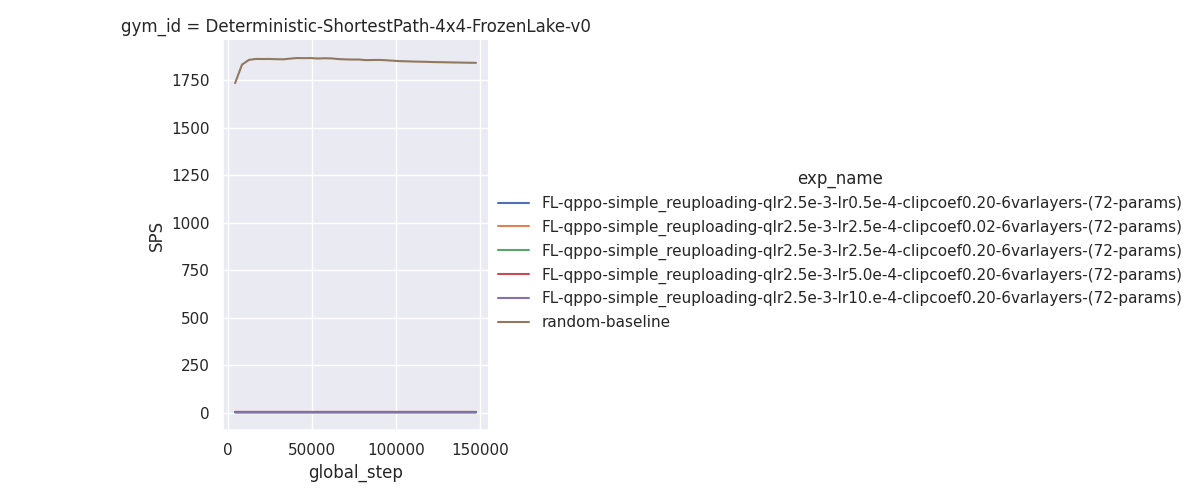 gym_id = Deterministic-ShortestPath-4x4-FrozenLake-v0
1750
1500
1250
1000
750
500
250
0
SPS
0 50000 100000 150000
global_step
exp_name
FL-qppo-simple_reuploading-qlr2.5e-3-lr0.5e-4-clipcoef0.20-6varlayers-(72-params)
FL-qppo-simple_reuploading-qlr2.5e-3-lr2.5e-4-clipcoef0.02-6varlayers-(72-params)
FL-qppo-simple_reuploading-qlr2.5e-3-lr2.5e-4-clipcoef0.20-6varlayers-(72-params)
FL-qppo-simple_reuploading-qlr2.5e-3-lr5.0e-4-clipcoef0.20-6varlayers-(72-params)
FL-qppo-simple_reuploading-qlr2.5e-3-lr10.e-4-clipcoef0.20-6varlayers-(72-params)
random-baseline